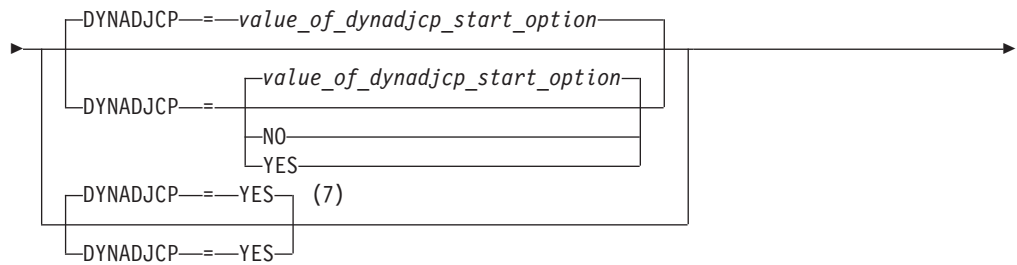 DYNADJCP = value_of_dynadjcp_start_option
value_of_dynadjcp_start_option
DYNADJCP =
NO
YES
DYNADJCP = YES (7)
DYNADJCP = YES